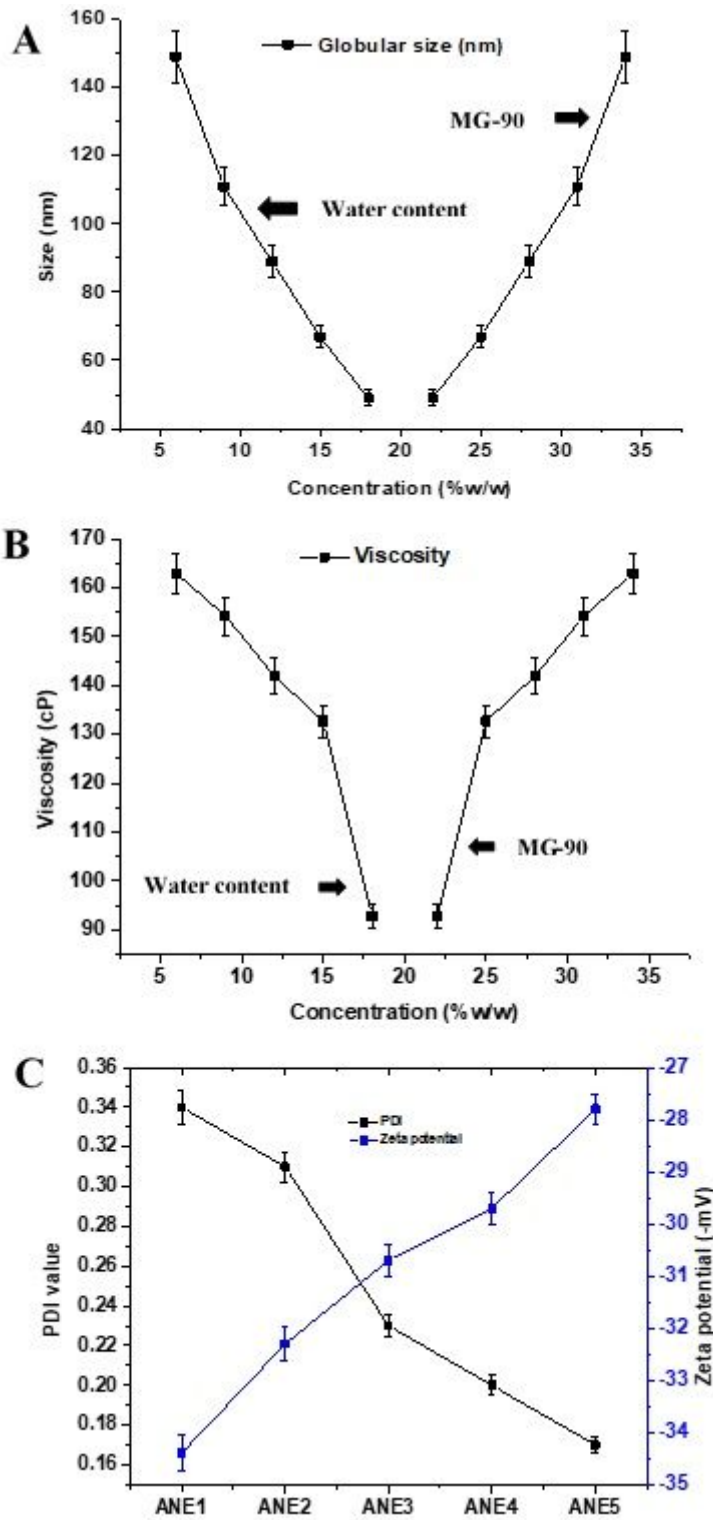 A
Globular size (nm)
MG-90
Water content
Size (nm)
160
140
120
100
80
60
40
5 10 15 20 25 30 35
Concentration (%w/w)
B
Viscosity
MG-90
Water content
Viscosity (cP)
170
160
150
140
130
120
110
100
90
5 10 15 20 25 30 35
Concentration (%w/w)
C
PDI
Zeta potential
PDI value
0.36
0.34
0.32
0.30
0.28
0.26
0.24
0.22
0.20
0.18
0.16
-27
-28
-29
-30
-31
-32
-33
-34
-35
Zeta potential (-mV)
ANE1 ANE2 ANE3 ANE4 ANE5